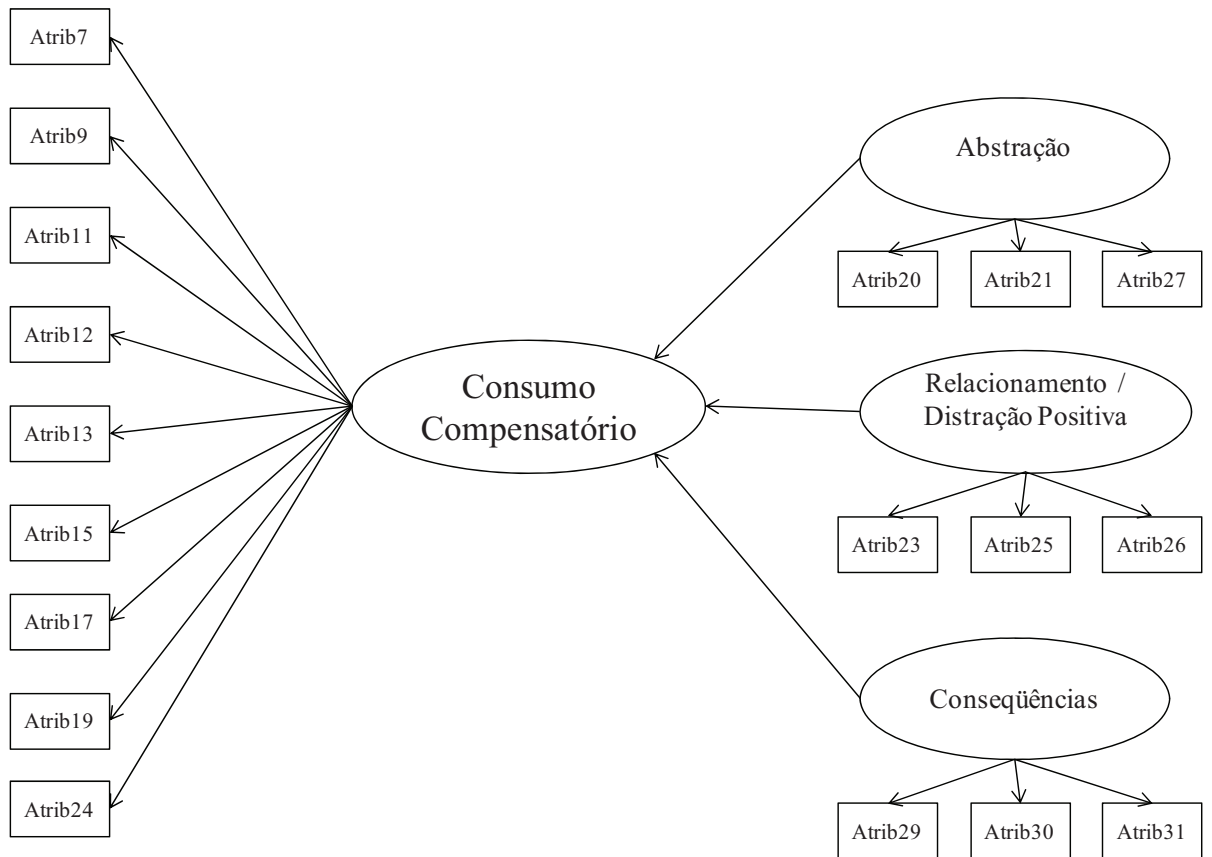 Atrib7
Atrib9
Atrib11
Atrib12
Atrib13
Atrib15
Atrib17
Atrib19
Atrib24
Consumo
Compensatório
Abstração
Atrib20
Atrib21
Atrib27
Relacionamento /
Distração Positiva
Atrib23
Atrib25
Atrib26
Conseqüências
Atrib29
Atrib30
Atrib31